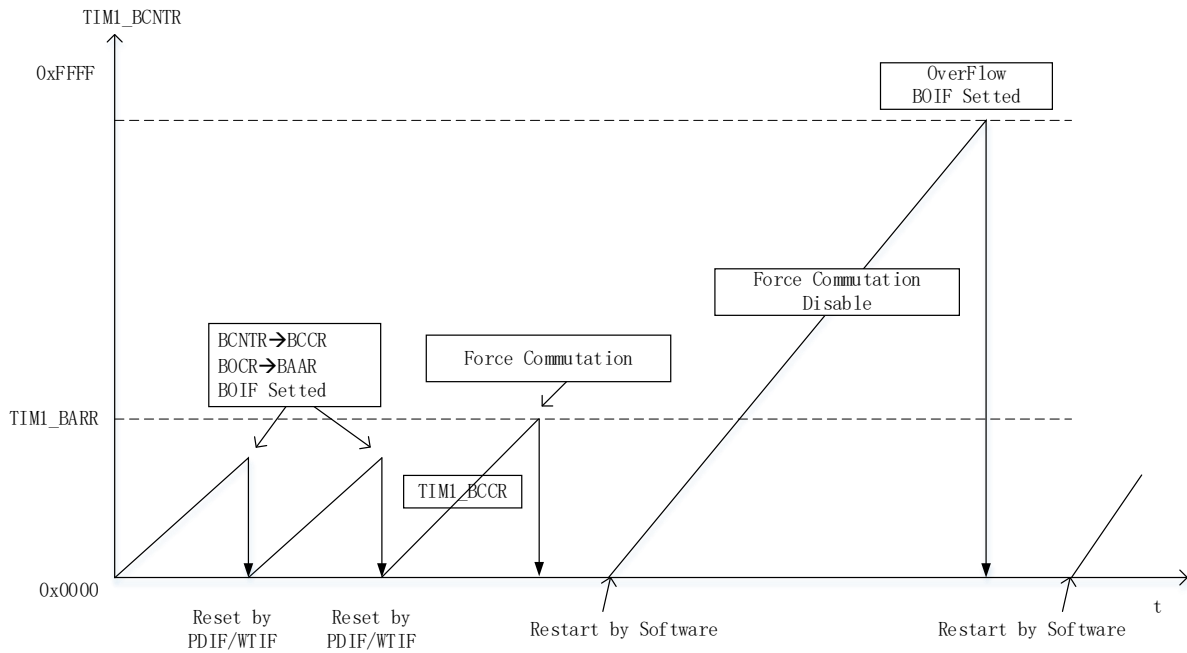 TIM1_BCNTR
0xFFFF
OverFlow
BOIF Setted
Force Commutation
Disable
BCNTR→BCCR
BOCR→BAAR
BOIF Setted
Force Commutation
TIM1_BARR
TIM1_BCCR
0x0000
Reset by
PDIF/WTIF
Reset by
PDIF/WTIF
Restart by Software
Restart by Software
t